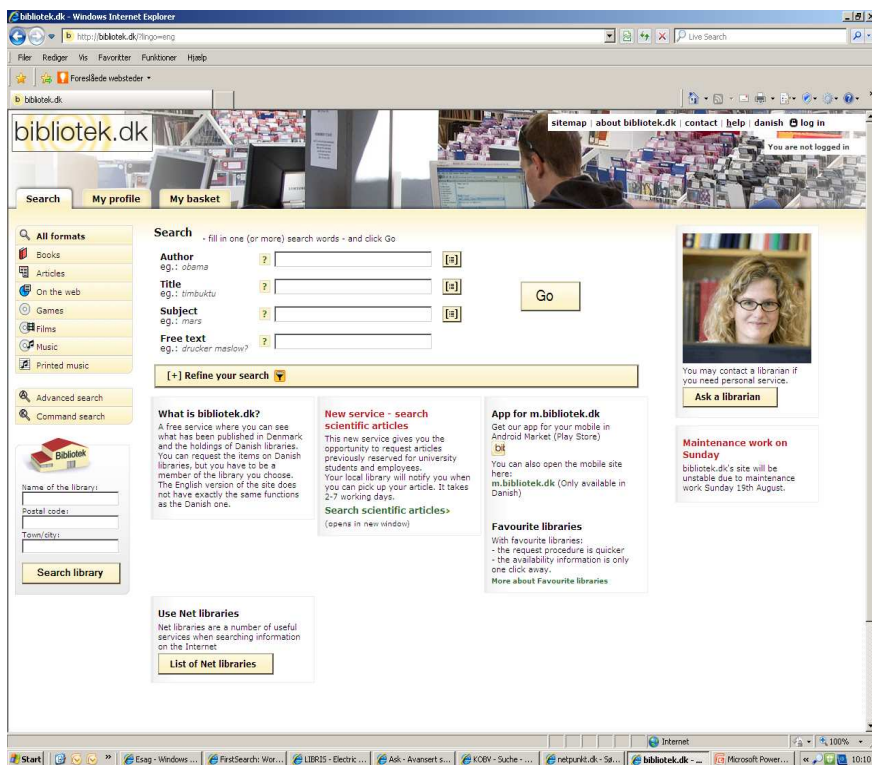 bibliotek.dk - Windows Internet Explorer
http://bibliotek.dk/?lingo=eng
Live Search
Filer Rediger Vis Favoritter Funktioner Hjælp
Foreslåede websteder
bibliotek.dk
bibliotek.dk
sitemap | about bibliotek.dk | contact | help | danish log in
You are not logged in
Search My profile My basket
All formats
Books
Articles
On the web
Games
Films
Music
Printed music
Advanced search
Command search
Bibliotek
Name of the library:
Postal code:
Town/city:
Search library
Search - fill in one (or more) search words - and click Go
Author
eg.: obama
?
Title
eg.: timbuktu
?
Subject
eg.: mars
?
Free text
eg.: drucker maslow?
?
Go
[+] Refine your search
What is bibliotek.dk?
A free service where you can see
what has been published in Denmark
and the holdings of Danish libraries.
You can request the items on Danish
libraries, but you have to be a
member of the library you choose.
The English version of the site does
not have exactly the same functions
as the Danish one.
New service - search
scientific articles
This new service gives you the
opportunity to request articles
previously reserved for university
students and employees.
Your local library will notify you when
you can pick up your article. It takes
2-7 working days.
Search scientific articles›
(opens in new window)
App for m.bibliotek.dk
Get our app for your mobile in
Android Market (Play Store)
bib
You can also open the mobile site
here:
m.bibliotek.dk (Only available in
Danish)
Favourite libraries
With favourite libraries:
- the request procedure is quicker
- the availability information is only
one click away.
More about Favourite libraries
Use Net libraries
Net libraries are a number of useful
services when searching information
on the Internet
List of Net libraries
You may contact a librarian if
you need personal service.
Ask a librarian
Maintenance work on
Sunday
bibliotek.dk's site will be
unstable due to maintenance
work Sunday 19th August.
Internet
100%
Start
Esag - Windows ...
FirstSearch: Wor...
LIBRIS - Electric ...
Ask - Avansert s...
KOBV - Suche - ...
netpunkt.dk - Sø...
bibliotek.dk - ...
Microsoft Power...
10:10